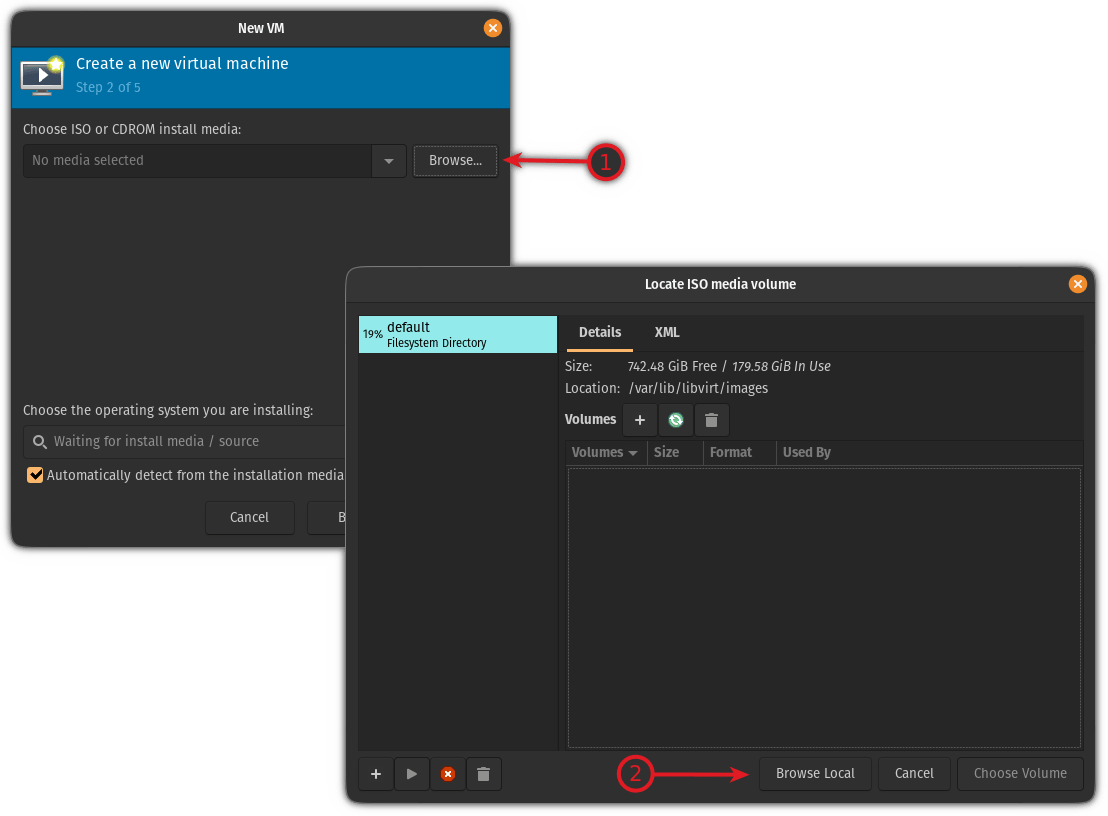 New VM
Create a new virtual machine
Step 2 of 5
Choose ISO or CDROM install media:
No media selected
Browse...
1
Locate ISO media volume
19% default
Filesystem Directory
Details XML
Size: 742.48 GiB Free / 179.58 GiB In Use
Location: /var/lib/libvirt/images
Volumes
Volumes Size Format Used By
Choose the operating system you are installing:
Waiting for install media / source
Automatically detect from the installation media
Cancel B
2
Browse Local Cancel Choose Volume